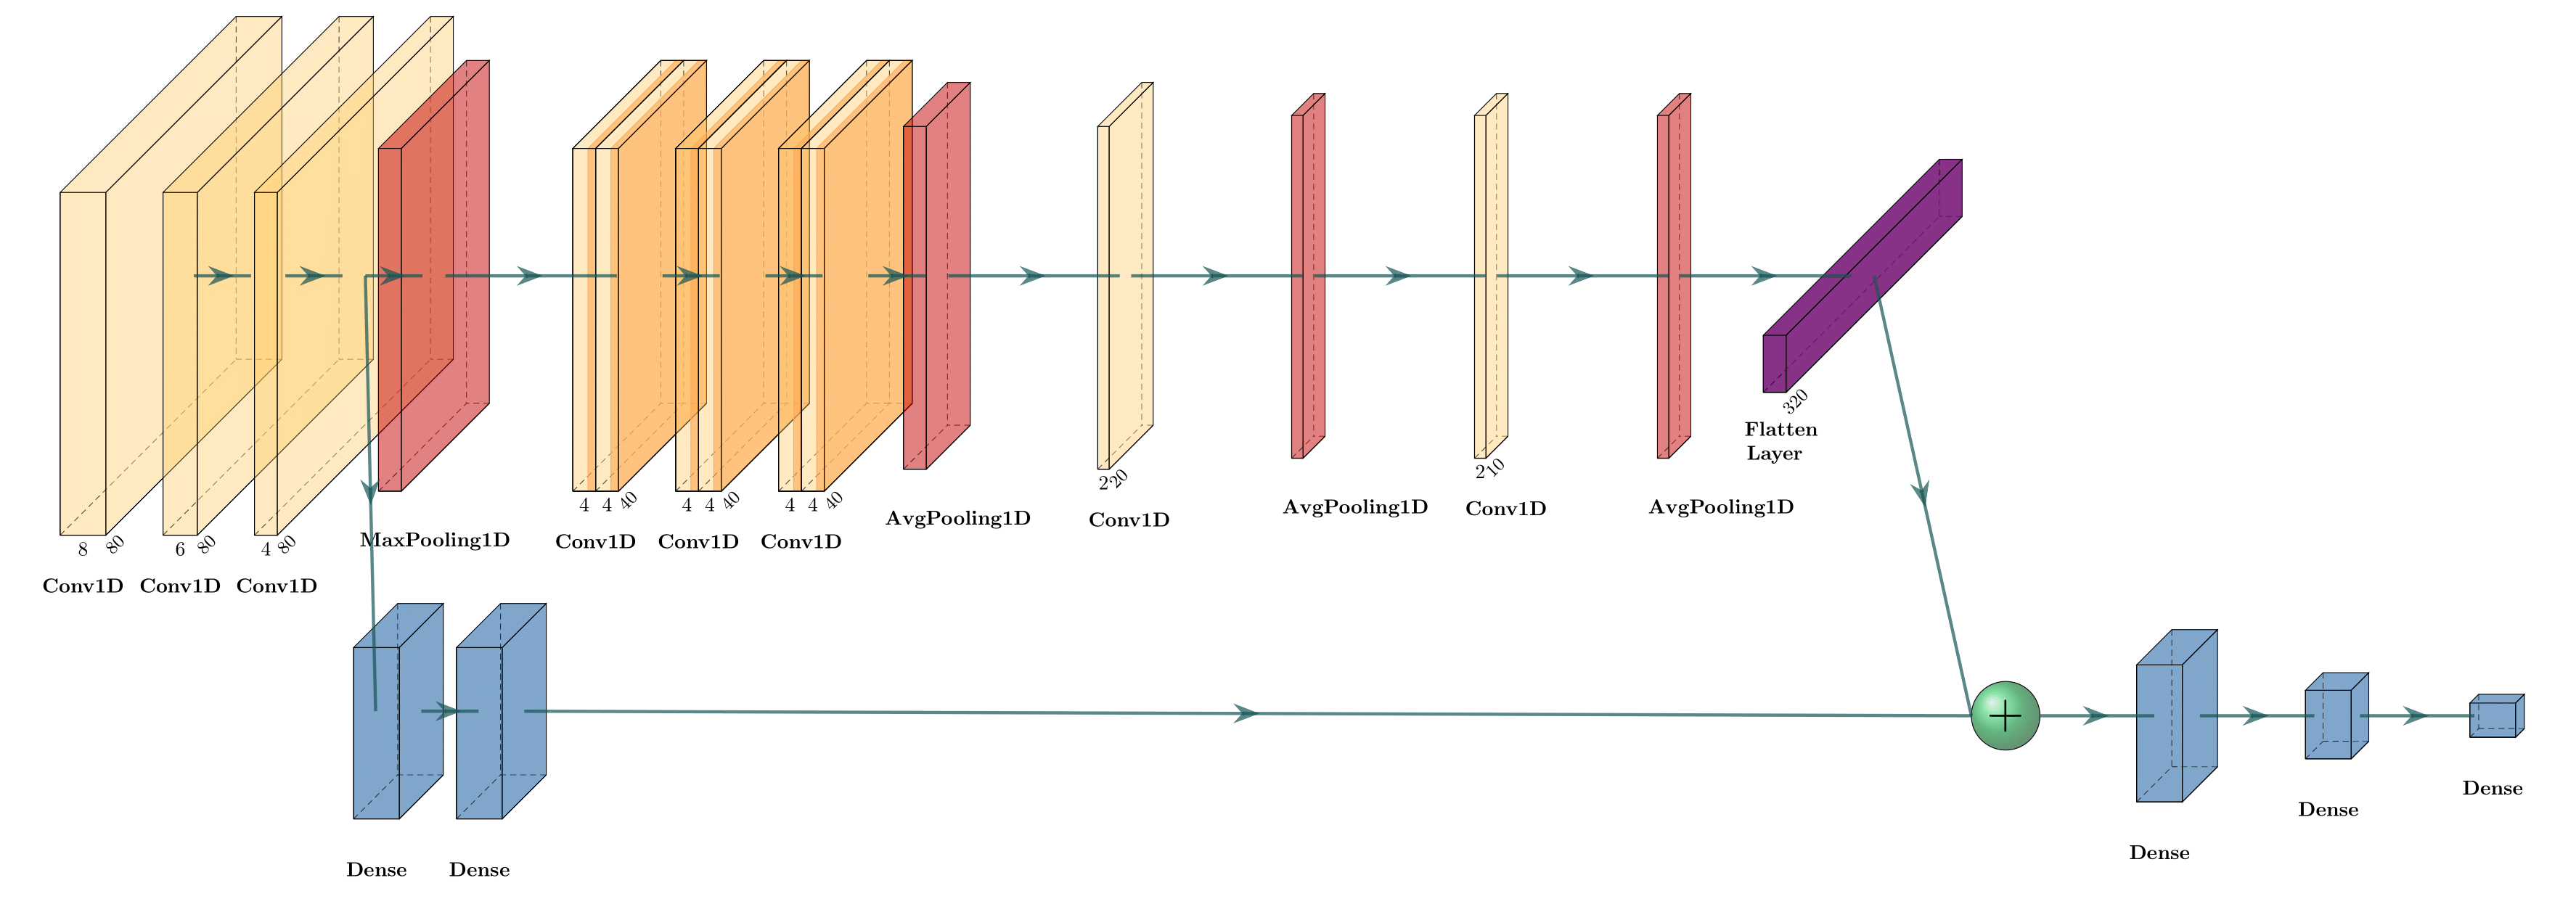 8 80
Conv1D
6 80
Conv1D
4 80
Conv1D
MaxPooling1D
4 4 40
Conv1D
4 4 40
Conv1D
4 4 40
Conv1D
AvgPooling1D
2 20
Conv1D
AvgPooling1D
2 10
Conv1D
AvgPooling1D
320
Flatten
Layer
Dense
Dense
+
Dense
Dense
Dense